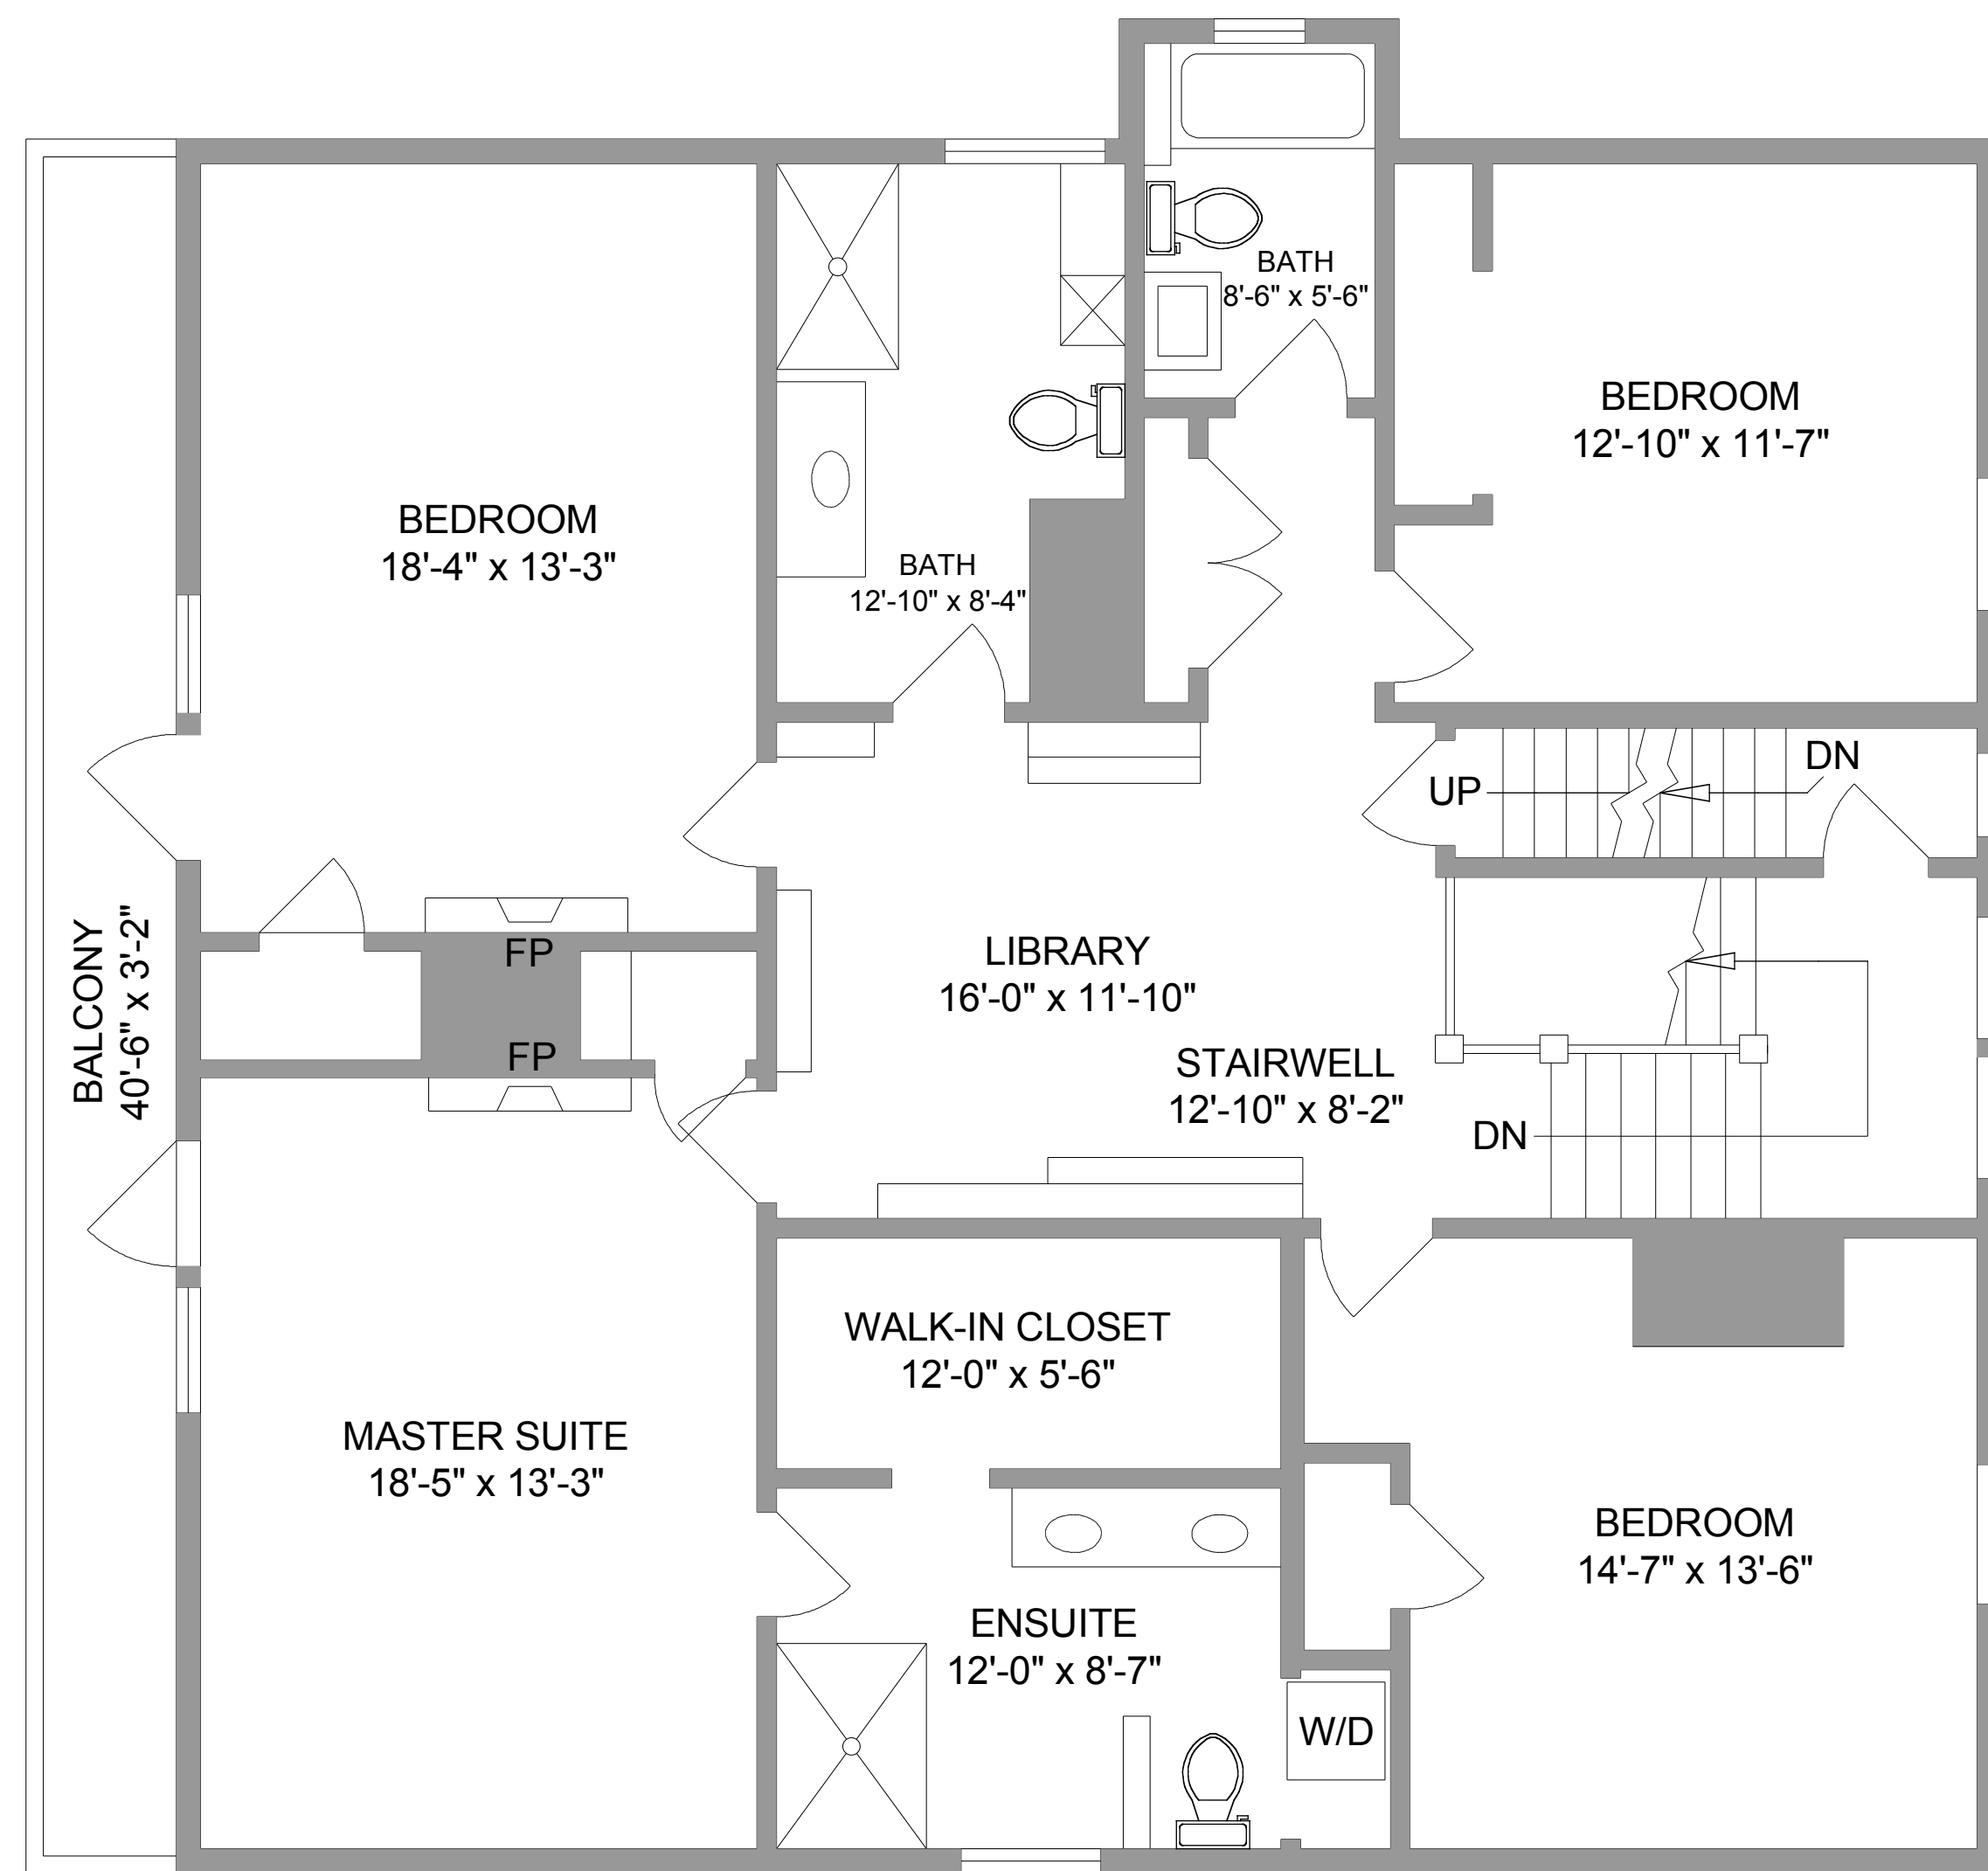 BATH
8'-6" x 5'-6"
BEDROOM
12'-10" x 11'-7"
BEDROOM
18'-4" x 13'-3"
BATH
12'-10" x 8'-4"
DN
UP
BALCONY
40'-6" x 3'-2"
FP
FP
LIBRARY
16'-0" x 11'-10"
STAIRWELL
12'-10" x 8'-2"
DN
WALK-IN CLOSET
12'-0" x 5'-6"
MASTER SUITE
18'-5" x 13'-3"
BEDROOM
14'-7" x 13'-6"
ENSUITE
12'-0" x 8'-7"
W/D